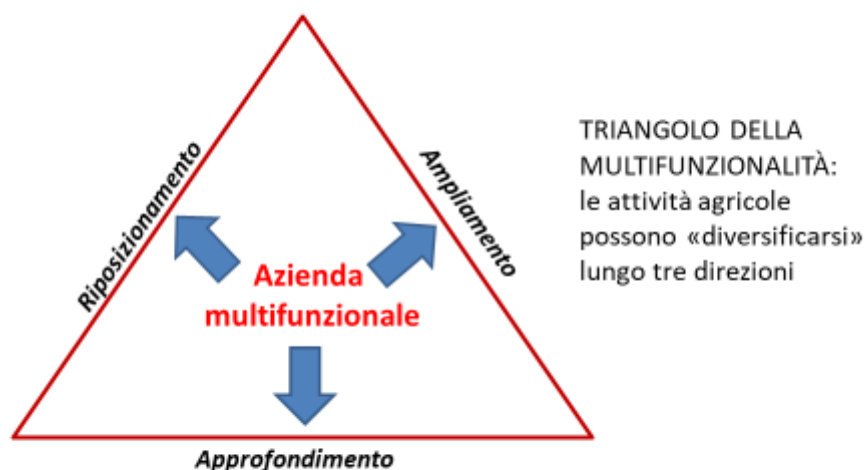 Riposizionamento
Ampliamento
Azienda
multifunzionale
Approfondimento
TRIANGOLO DELLA
MULTIFUNZIONALITÀ:
le attività agricole
possono «diversificarsi»
lungo tre direzioni